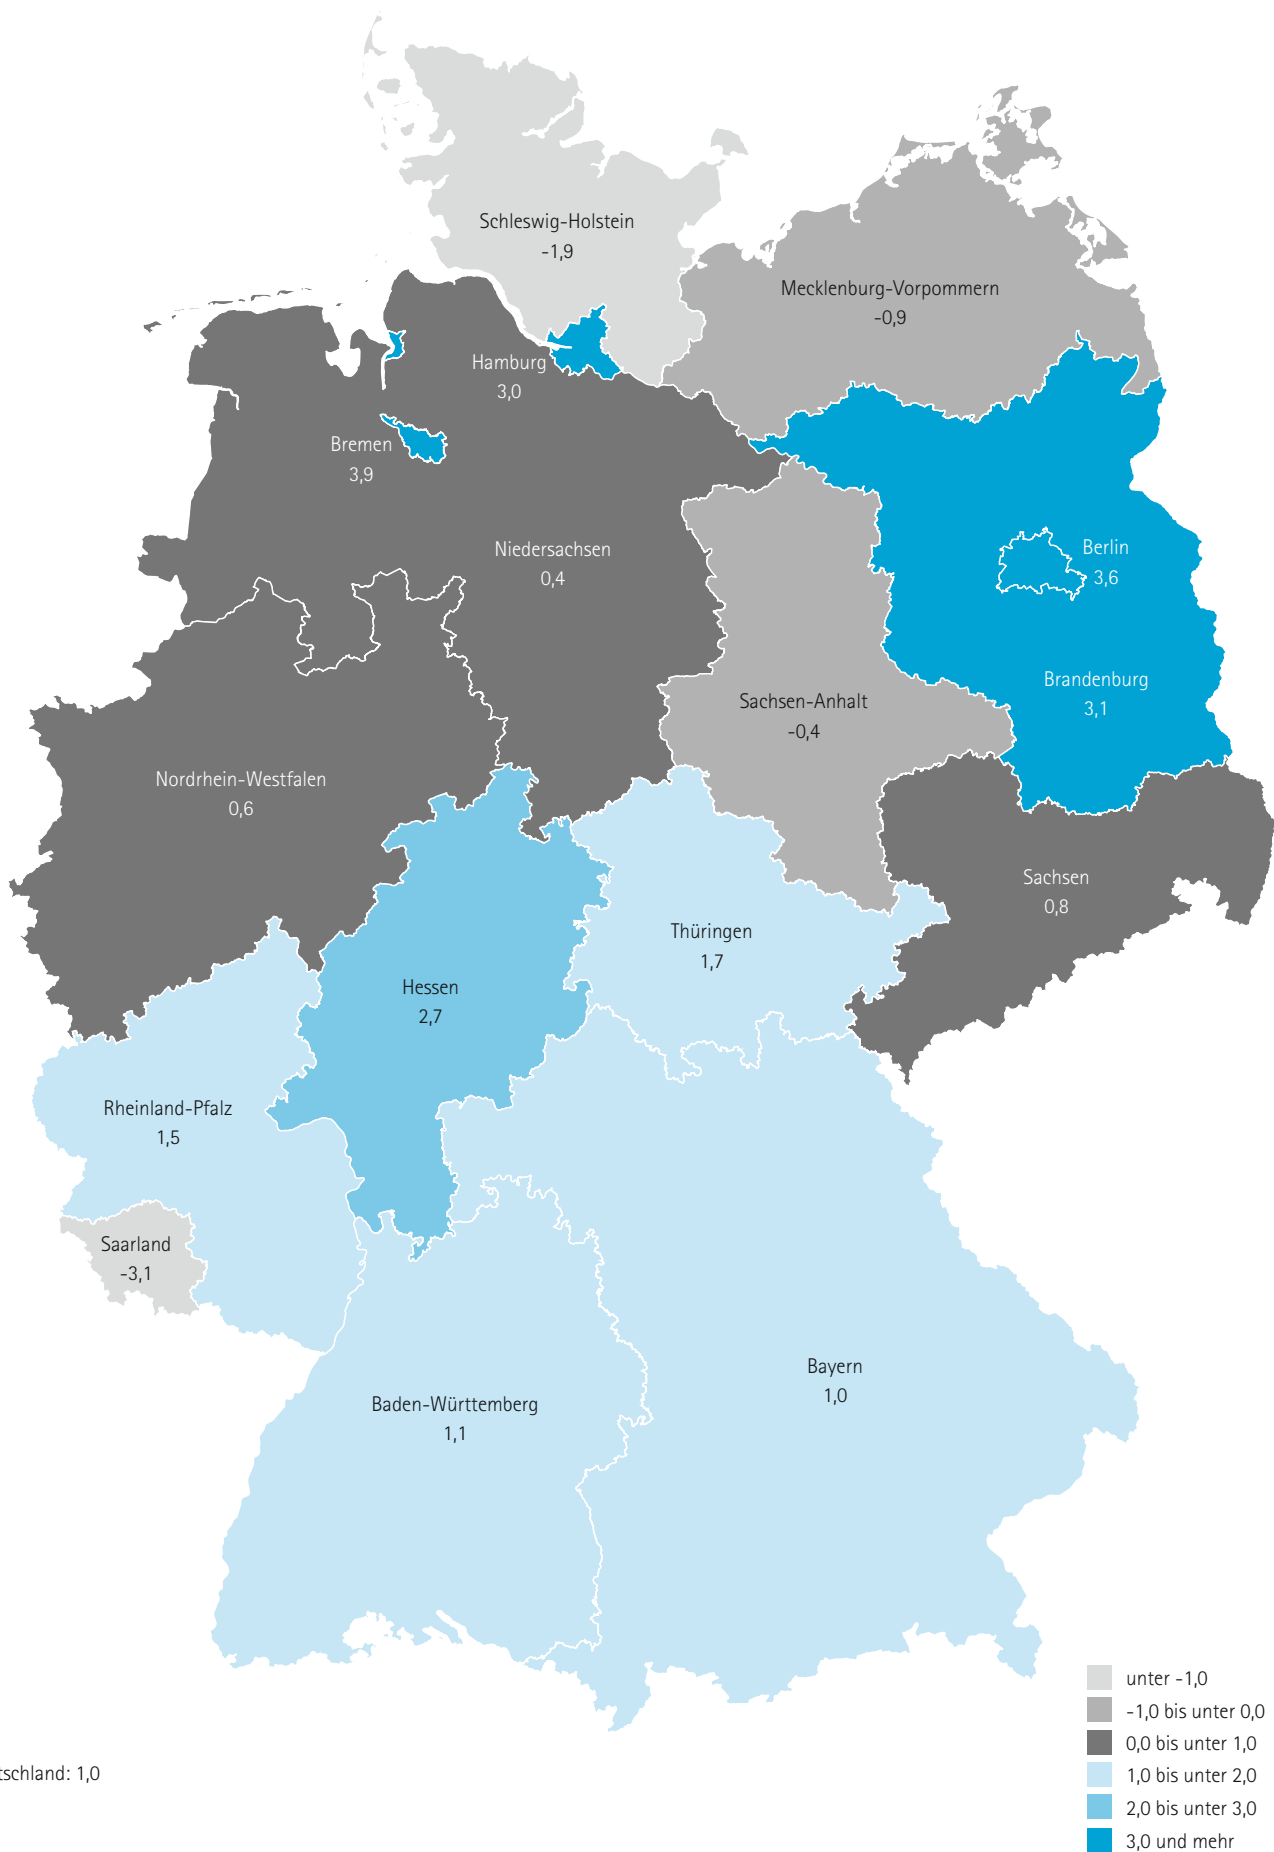 Schleswig-Holstein
-1,9
Mecklenburg-Vorpommern
-0,9
Hamburg
3,0
Bremen
3,9
Niedersachsen
0,4
Berlin
3,6
Brandenburg
3,1
Sachsen-Anhalt
-0,4
Nordrhein-Westfalen
0,6
Sachsen
0,8
Thüringen
1,7
Hessen
2,7
Rheinland-Pfalz
1,5
Saarland
-3,1
Bayern
1,0
Baden-Württemberg
1,1
unter -1,0
-1,0 bis unter 0,0
0,0 bis unter 1,0
1,0 bis unter 2,0
2,0 bis unter 3,0
3,0 und mehr
tschland: 1,0